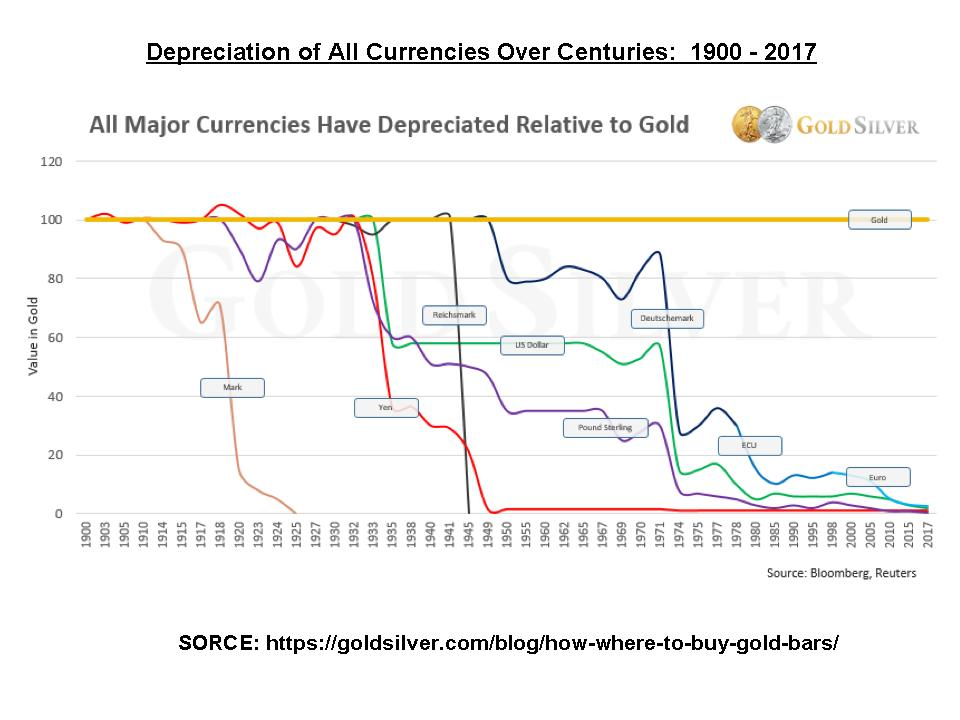 Depreciation of All Currencies Over Centuries: 1900 - 2017
All Major Currencies Have Depreciated Relative to Gold
GOLDSILVER
120
100
80
60
40
20
0
Value in Gold
GOLDSILVER
Gold
Reichsmark
Deutschemark
US Dollar
Mark
Yen
Pound Sterling
ECU
Euro
1900 1903 1905 1910 1914 1915 1917 1918 1920 1923 1924 1925 1927 1930 1932 1933 1935 1938 1940 1941 1945 1949 1950 1955 1960 1962 1965 1967 1969 1970 1971 1974 1975 1977 1978 1980 1985 1990 1995 1998 2000 2005 2010 2015 2017
Source: Bloomberg, Reuters
SORCE: https://goldsilver.com/blog/how-where-to-buy-gold-bars/